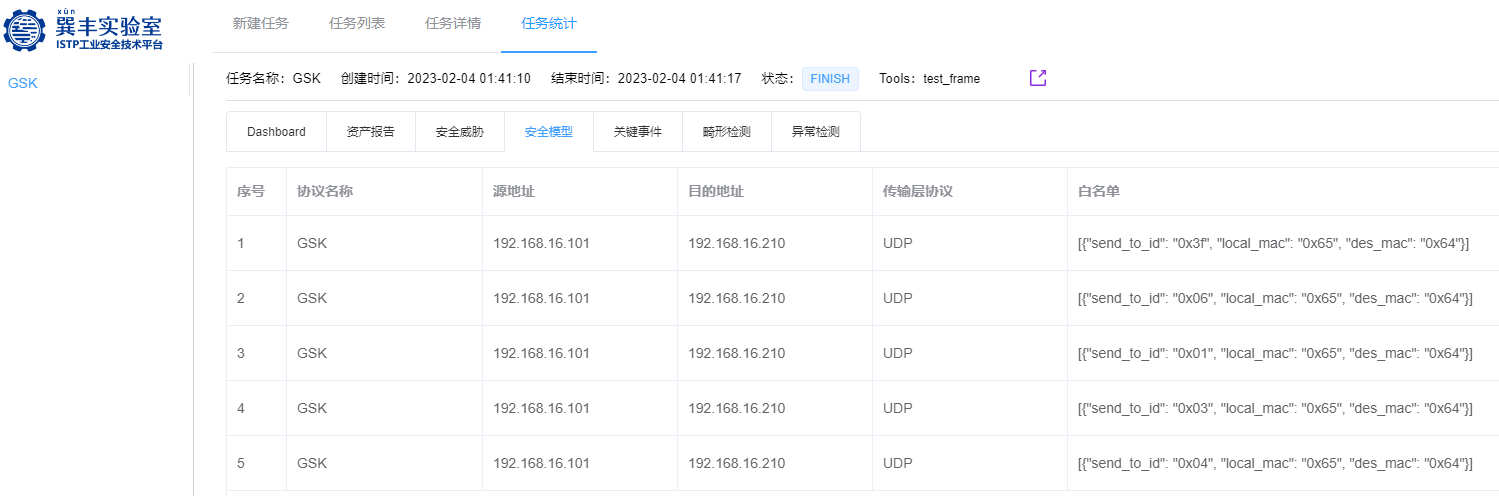 xùn
巽丰实验室
ISTP工业安全技术平台
新建任务 任务列表 任务详情 任务统计
GSK
任务名称：GSK 创建时间：2023-02-04 01:41:10 结束时间：2023-02-04 01:41:17 状态： FINISH Tools：test_frame
Dashboard 资产报告 安全威胁 安全模型 关键事件 畸形检测 异常检测
序号 协议名称 源地址 目的地址 传输层协议 白名单
1 GSK 192.168.16.101 192.168.16.210 UDP [{"send_to_id": "0x3f", "local_mac": "0x65", "des_mac": "0x64"}]
2 GSK 192.168.16.101 192.168.16.210 UDP [{"send_to_id": "0x06", "local_mac": "0x65", "des_mac": "0x64"}]
3 GSK 192.168.16.101 192.168.16.210 UDP [{"send_to_id": "0x01", "local_mac": "0x65", "des_mac": "0x64"}]
4 GSK 192.168.16.101 192.168.16.210 UDP [{"send_to_id": "0x03", "local_mac": "0x65", "des_mac": "0x64"}]
5 GSK 192.168.16.101 192.168.16.210 UDP [{"send_to_id": "0x04", "local_mac": "0x65", "des_mac": "0x64"}]